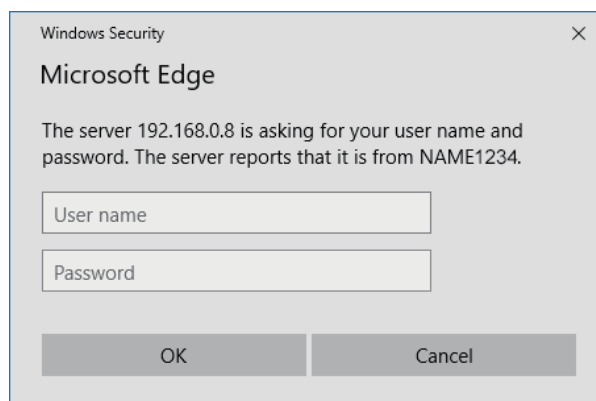 Windows Security
Microsoft Edge
The server 192.168.0.8 is asking for your user name and
password. The server reports that it is from NAME1234.
User name
Password
OK
Cancel